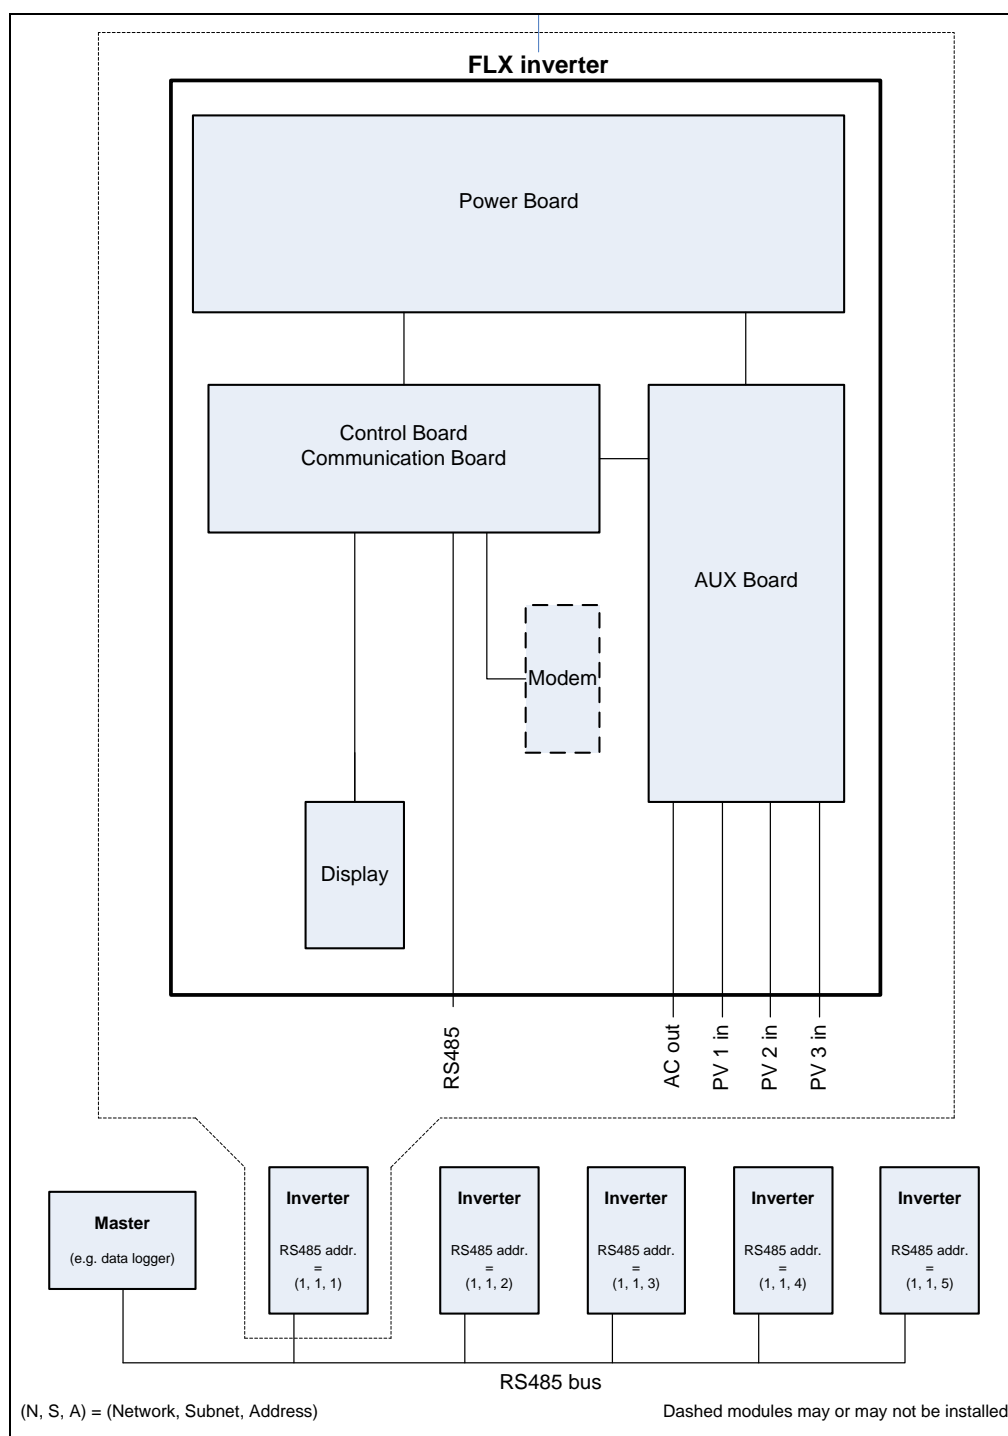 FLX inverter
Power Board
Control Board
Communication Board
AUX Board
Modem
Display
RS485
AC out
PV 1 in
PV 2 in
PV 3 in
Master
(e.g. data logger)
Inverter
RS485 addr.
=
(1, 1, 1)
Inverter
RS485 addr.
=
(1, 1, 2)
Inverter
RS485 addr.
=
(1, 1, 3)
Inverter
RS485 addr.
=
(1, 1, 4)
Inverter
RS485 addr.
=
(1, 1, 5)
RS485 bus
(N, S, A) = (Network, Subnet, Address)
Dashed modules may or may not be installed